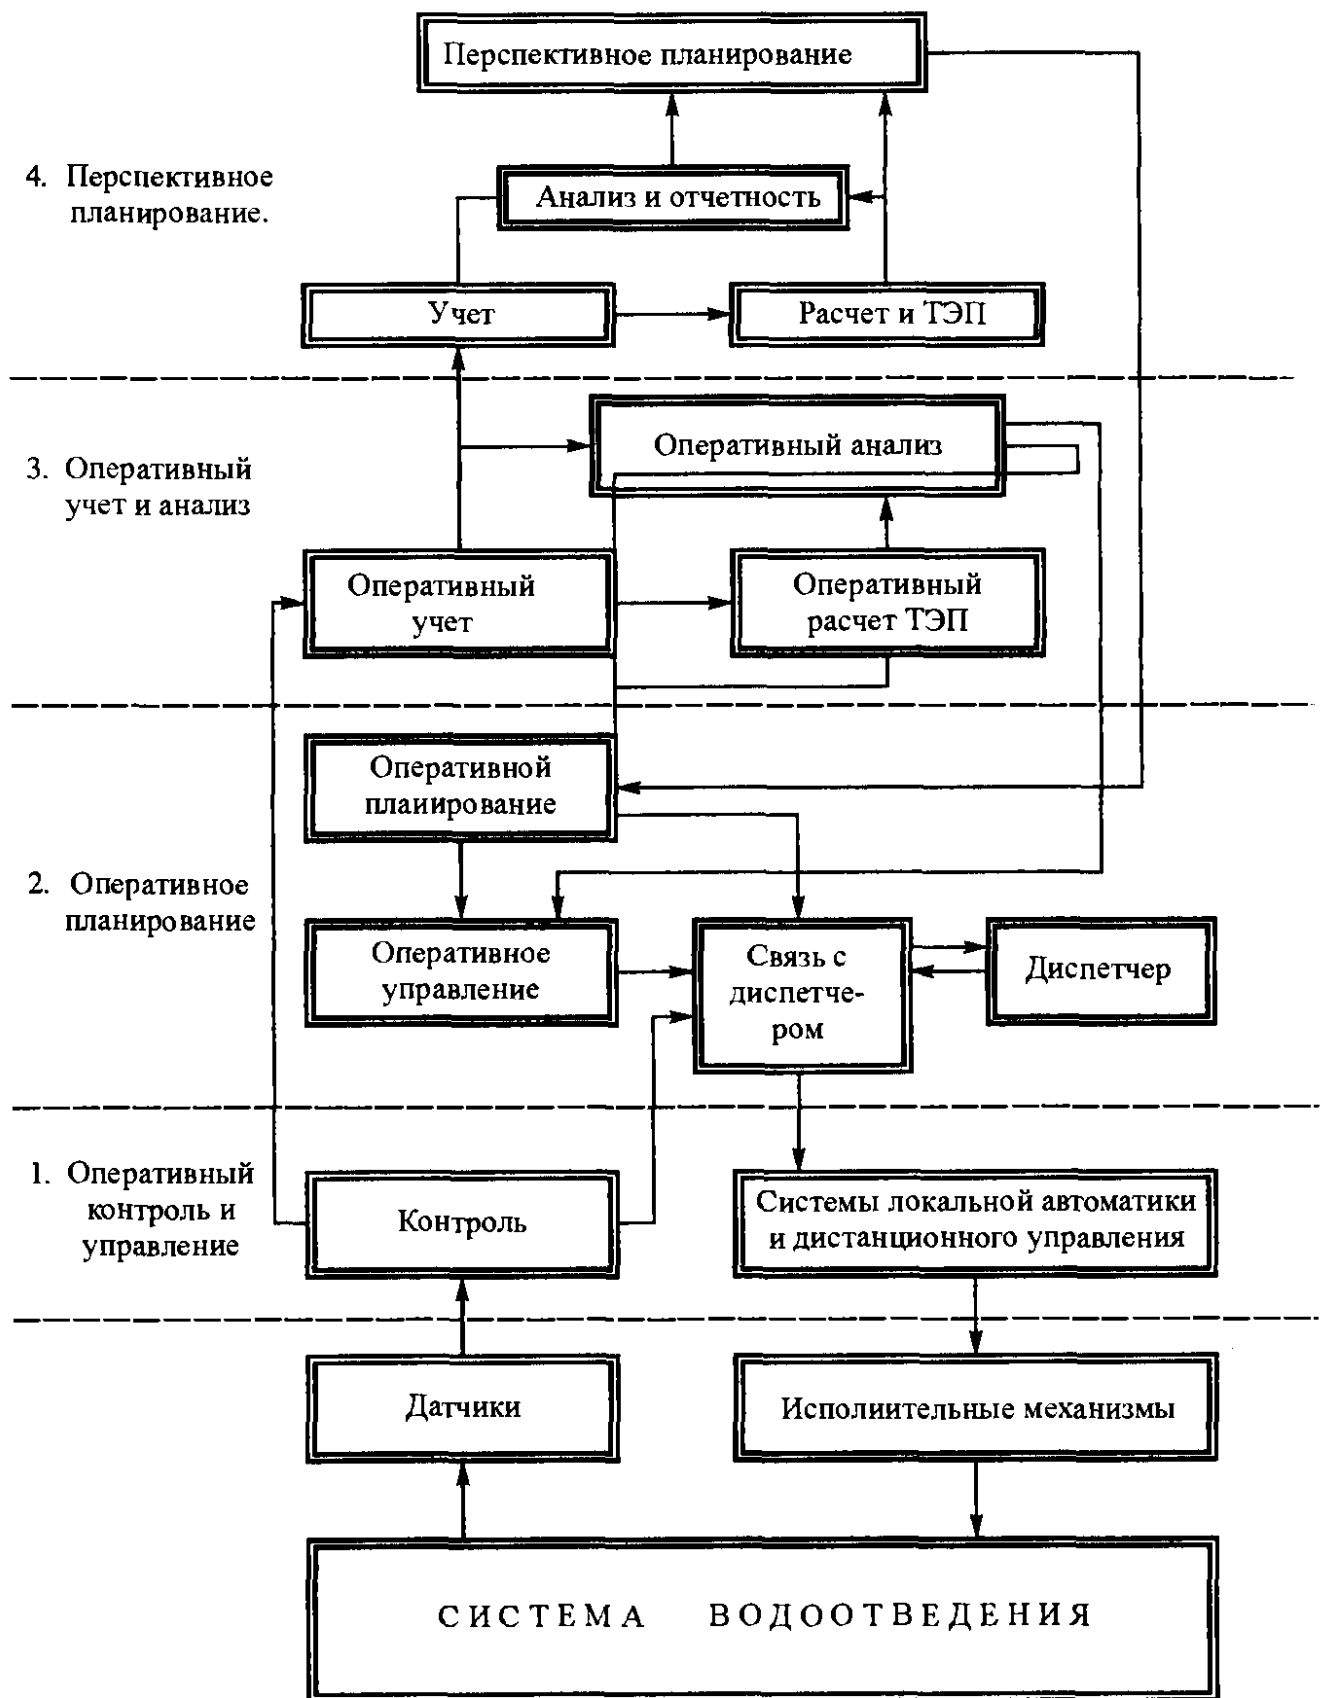 Перспективное планирование
4. Перспективное
планирование.
Анализ и отчетность
Учет
Расчет и ТЭП
3. Оперативный
учет и анализ
Оперативный анализ
Оперативный
учет
Оперативный
расчет ТЭП
Оперативной
плаиирование
2. Оперативное
планирование
Оперативное
управление
Связь с
диспетче-
ром
Диспетчер
1. Оперативный
контроль и
управление
Контроль
Системы локальной автоматики
и дистанционного управления
Датчики
Исполиительные механизмы
СИСТЕМА ВОДООТВЕДЕНИЯ